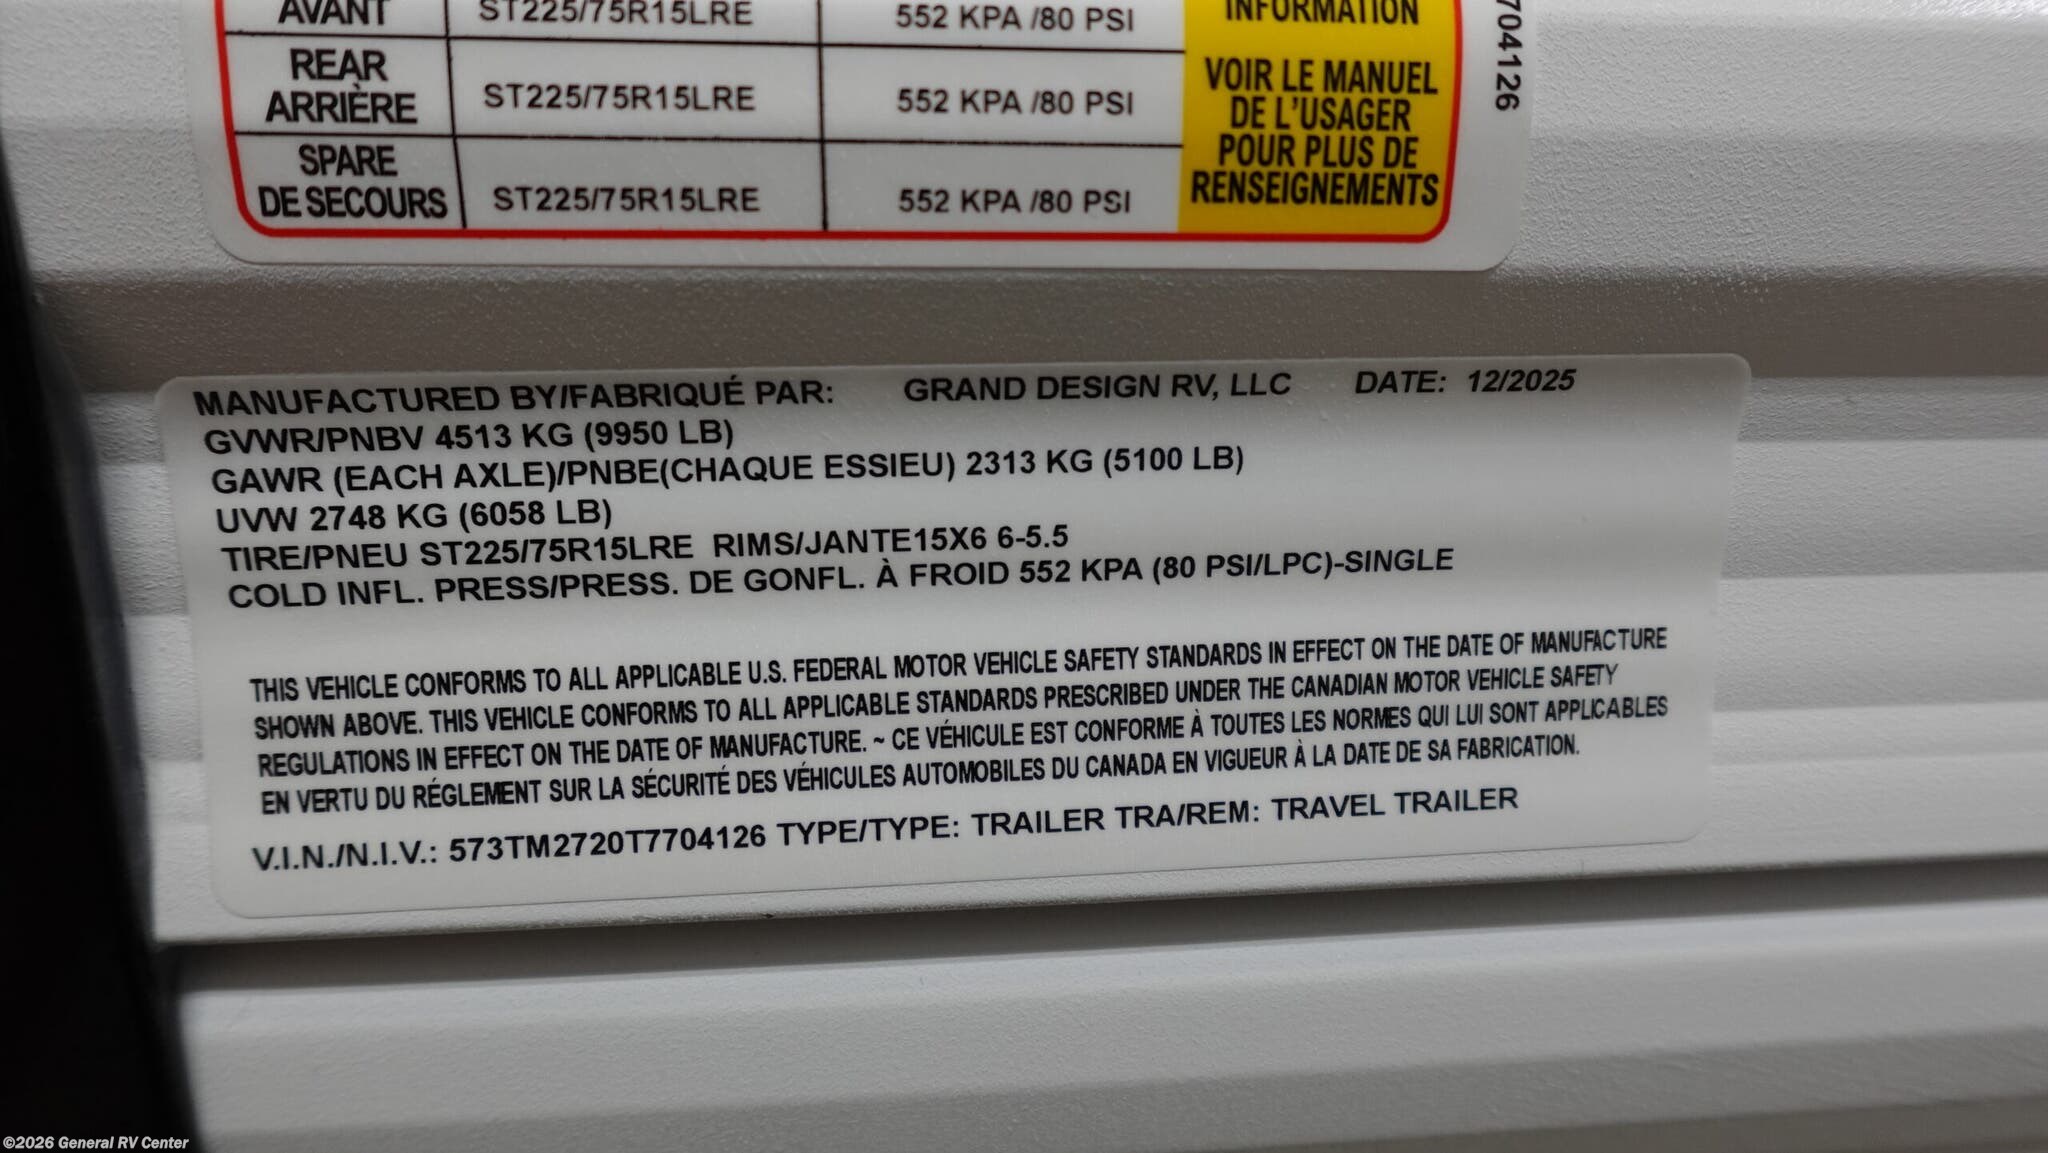 AVANT ST225/75R15LRE 552 KPA /80 PSI INFORMATION
REAR
ARRIÈRE ST225/75R15LRE 552 KPA /80 PSI
SPARE
DE SECOURS ST225/75R15LRE 552 KPA /80 PSI
VOIR LE MANUEL
DE L'USAGER
POUR PLUS DE
RENSEIGNEMENTS
704126
MANUFACTURED BY/FABRIQUÉ PAR: GRAND DESIGN RV, LLC DATE: 12/2025
GVWR/PNBV 4513 KG (9950 LB)
GAWR (EACH AXLE)/PNBE(CHAQUE ESSIEU) 2313 KG (5100 LB)
UVW 2748 KG (6058 LB)
TIRE/PNEU ST225/75R15LRE RIMS/JANTE15X6 6-5.5
COLD INFL. PRESS/PRESS. DE GONFL. À FROID 552 KPA (80 PSI/LPC)-SINGLE
THIS VEHICLE CONFORMS TO ALL APPLICABLE U.S. FEDERAL MOTOR VEHICLE SAFETY STANDARDS IN EFFECT ON THE DATE OF MANUFACTURE
SHOWN ABOVE. THIS VEHICLE CONFORMS TO ALL APPLICABLE STANDARDS PRESCRIBED UNDER THE CANADIAN MOTOR VEHICLE SAFETY
REGULATIONS IN EFFECT ON THE DATE OF MANUFACTURE. ~ CE VÉHICULE EST CONFORME À TOUTES LES NORMES QUI LUI SONT APPLICABLES
EN VERTU DU RÉGLEMENT SUR LA SÉCURITÉ DES VÉHICULES AUTOMOBILES DU CANADA EN VIGUEUR À LA DATE DE SA FABRICATION.
V.I.N./N.I.V.: 573TM2720T7704126 TYPE/TYPE: TRAILER TRA/REM: TRAVEL TRAILER
©2026 General RV Center